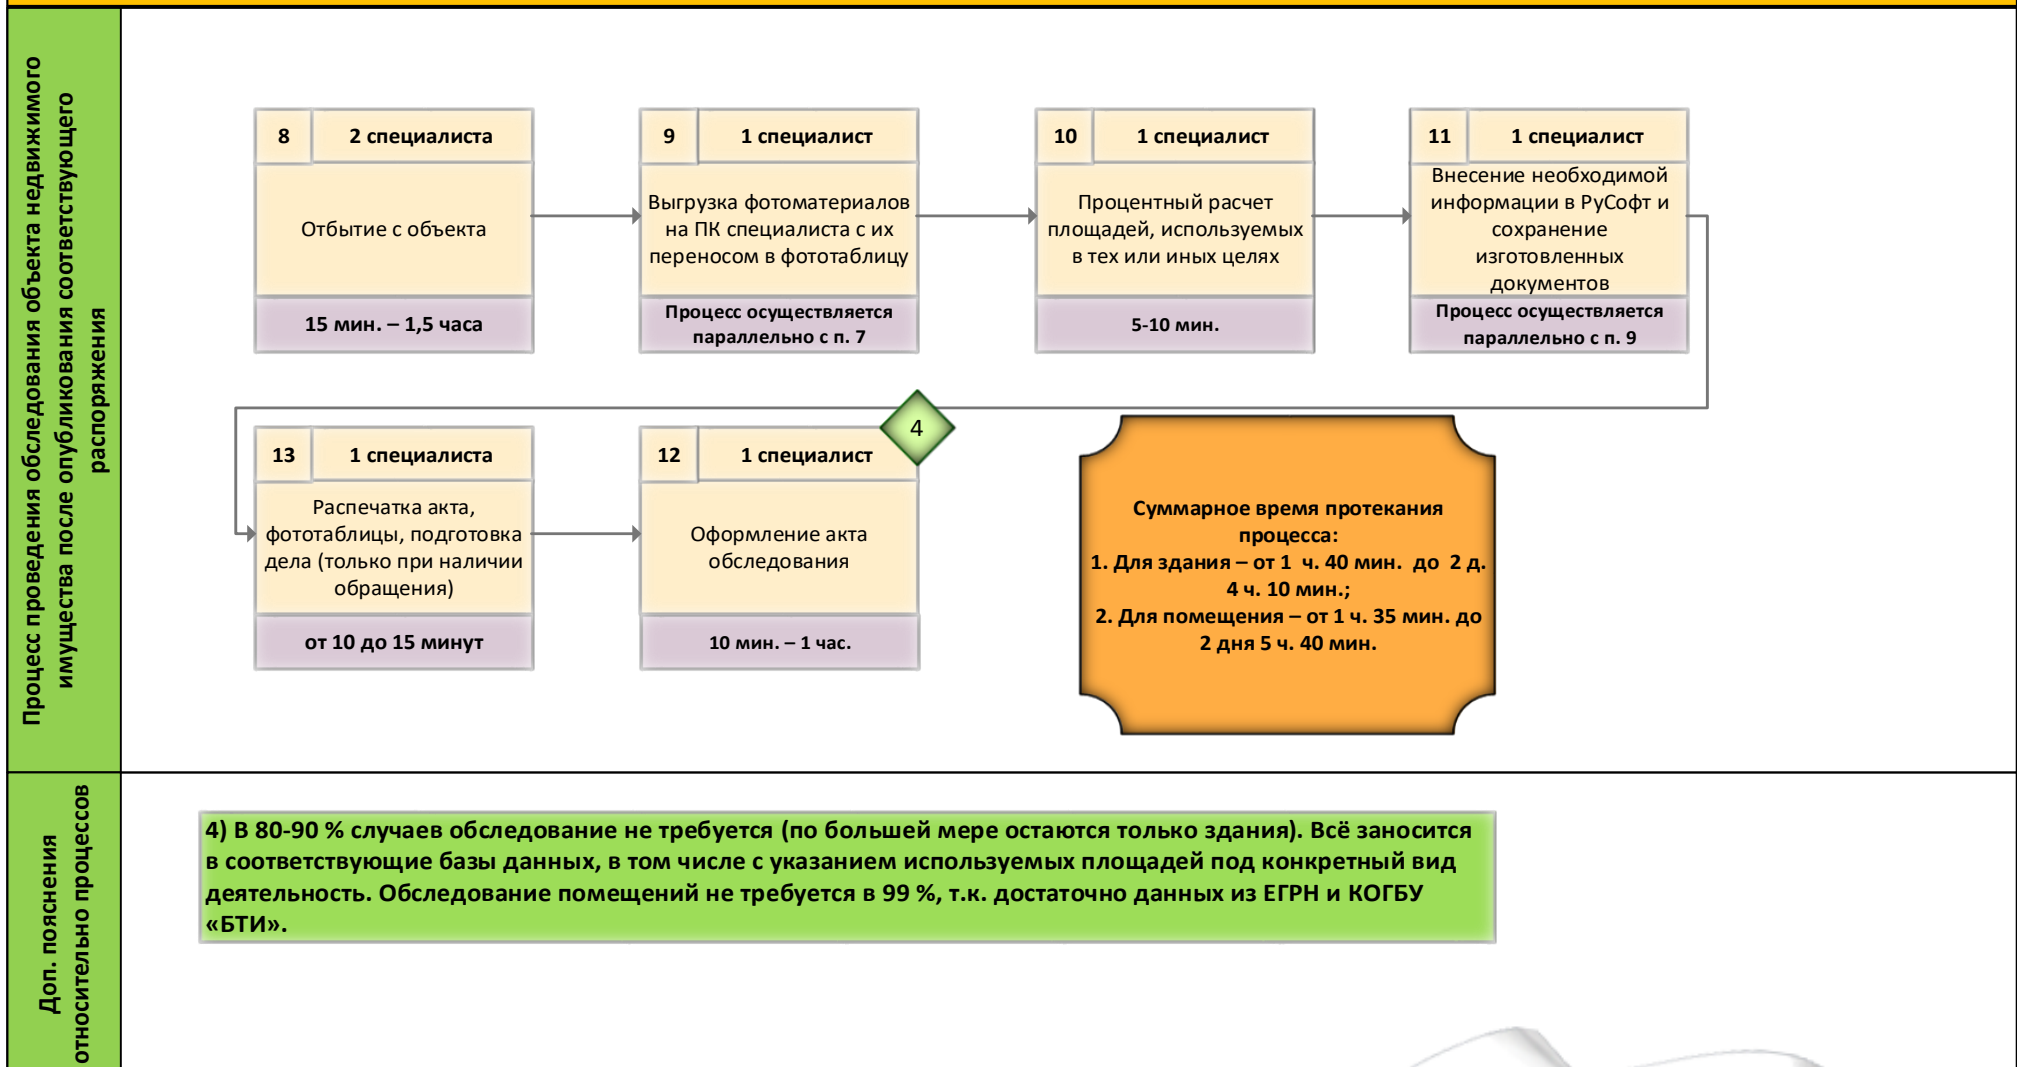 Процесс проведения обследования объекта недвижимого
имущества после опубликования соответствующего
распоряжения
8
2 специалиста
Отбытие с объекта
15 мин. – 1,5 часа
9
1 специалист
Выгрузка фотоматериалов
на ПК специалиста с их
переносом в фототаблицу
Процесс осуществляется
параллельно с п. 7
10
1 специалист
Процентный расчет
площадей, используемых
в тех или иных целях
5-10 мин.
11
1 специалист
Внесение необходимой
информации в РуСофт и
сохранение
изготовленных
документов
Процесс осуществляется
параллельно с п. 9
13
1 специалиста
Распечатка акта,
фототаблицы, подготовка
дела (только при наличии
обращения)
от 10 до 15 минут
12
1 специалист
4
Оформление акта
обследования
10 мин. – 1 час.
Суммарное время протекания
процесса:
1. Для здания – от 1 ч. 40 мин. до 2 д.
4 ч. 10 мин.;
2. Для помещения – от 1 ч. 35 мин. до
2 дня 5 ч. 40 мин.
Доп. пояснения
относительно процессов
4) В 80-90 % случаев обследование не требуется (по большей мере остаются только здания). Всё заносится
в соответствующие базы данных, в том числе с указанием используемых площадей под конкретный вид
деятельность. Обследование помещений не требуется в 99 %, т.к. достаточно данных из ЕГРН и КОГБУ
«БТИ».